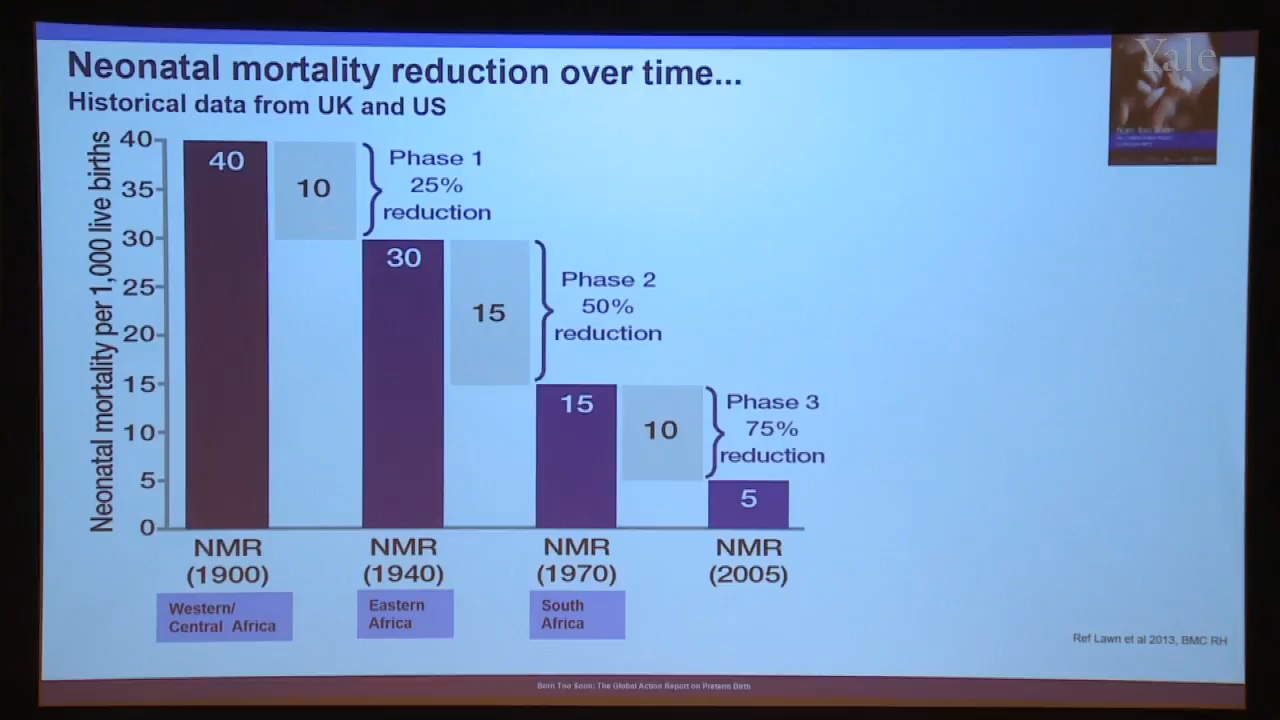 Neonatal mortality reduction over time...
Historical data from UK and US
Yale
Neonatal mortality per 1,000 live births
40
35
30
25
20
15
10
5
0
40
10
Phase 1
25%
reduction
30
15
Phase 2
50%
reduction
15
10
Phase 3
75%
reduction
5
NMR
(1900)
NMR
(1940)
NMR
(1970)
NMR
(2005)
Western/
Central Africa
Eastern
Africa
South
Africa
Ref Lawn et al 2013, BMC RH
Born Too Soon: The Global Action Report on Preterm Birth